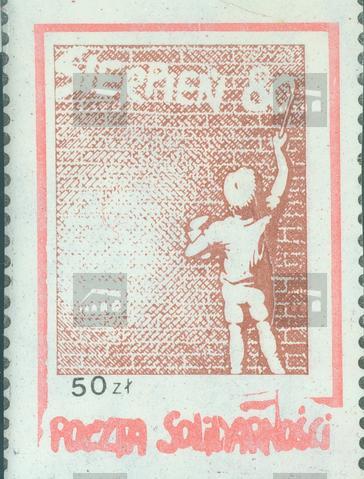 SIERPIEŃ 80
50 zł
POCZTA SOLIDARNOŚCI